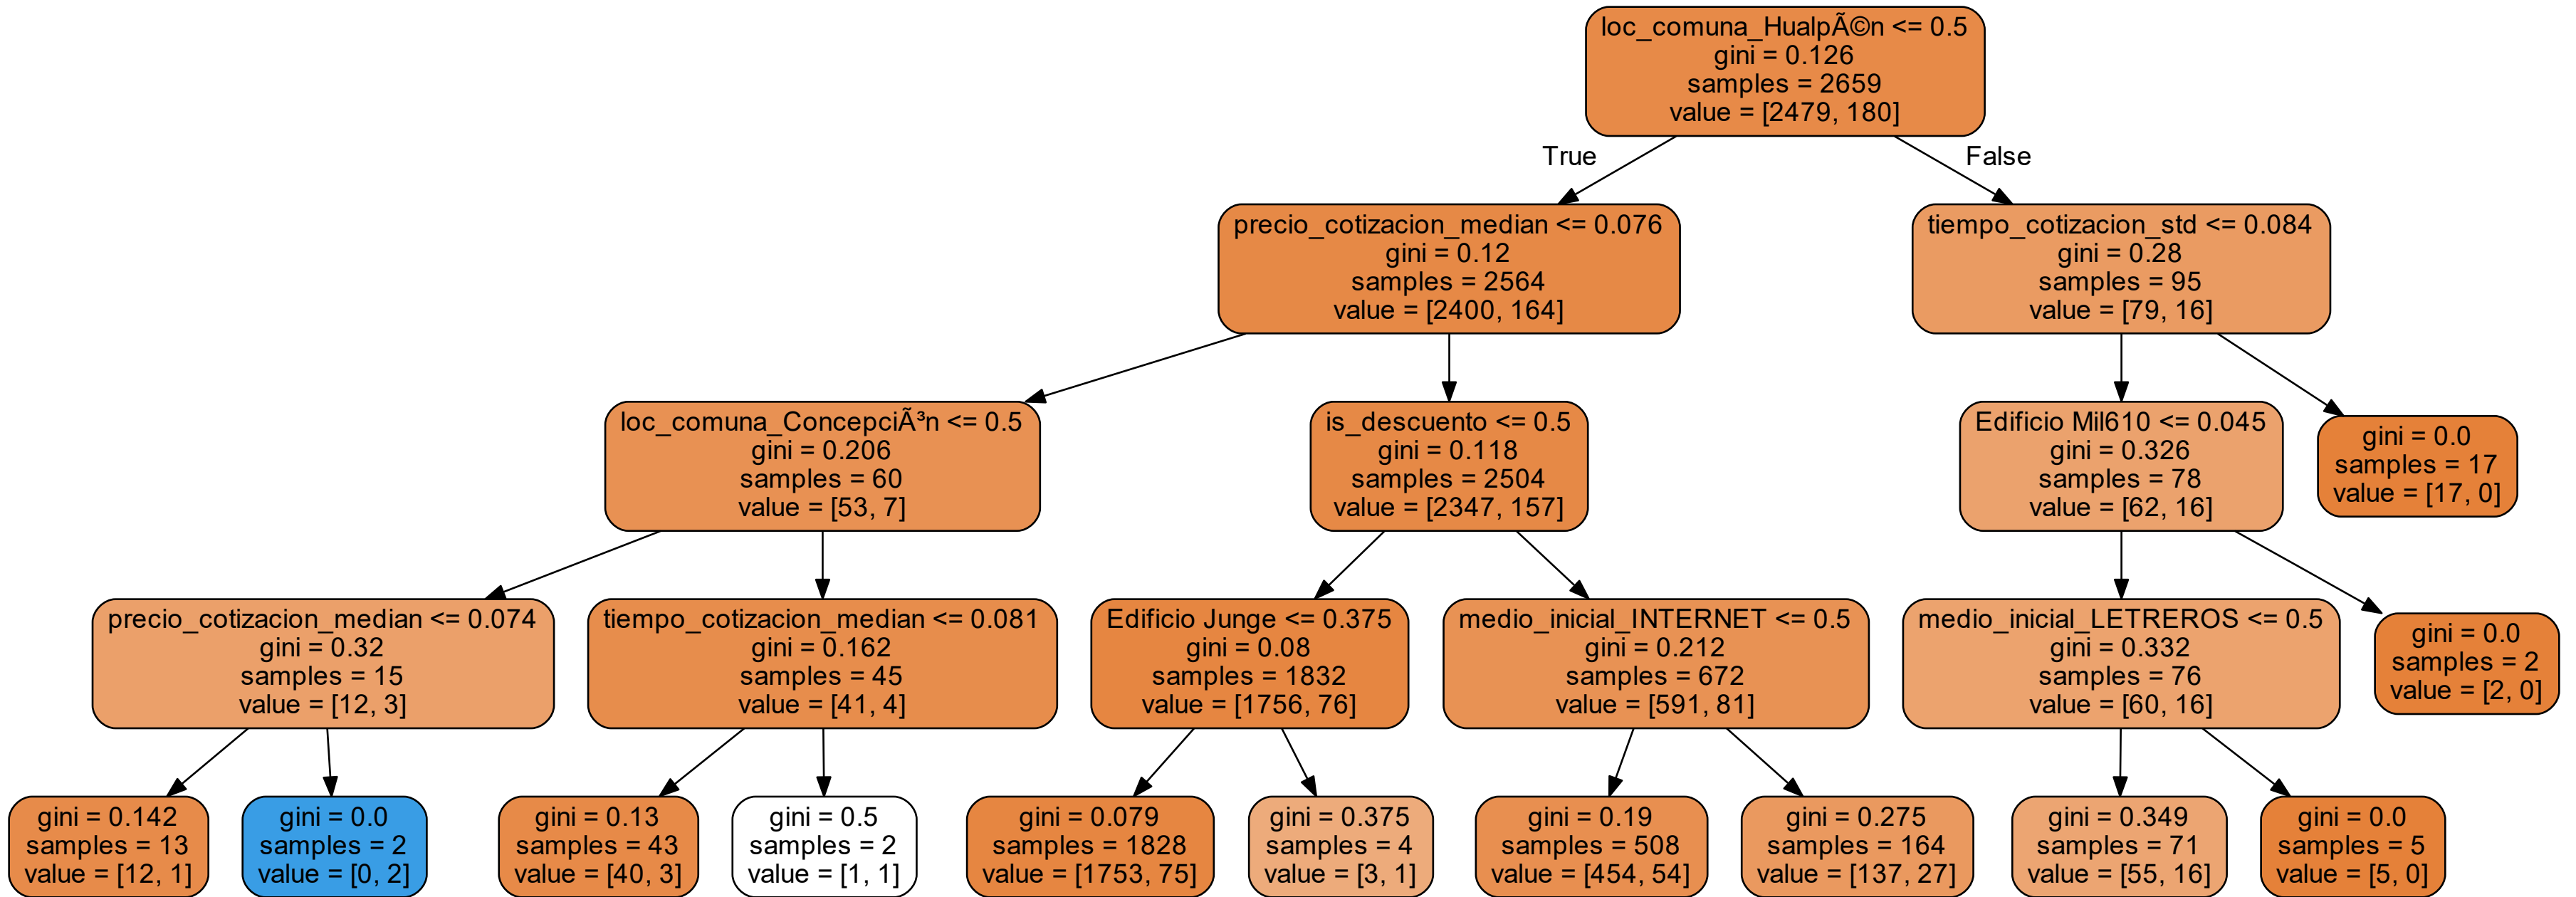 loc_comuna_HualpÃ©n <= 0.5
gini = 0.126
samples = 2659
value = [2479, 180]
True
False
precio_cotizacion_median <= 0.076
gini = 0.12
samples = 2564
value = [2400, 164]
tiempo_cotizacion_std <= 0.084
gini = 0.28
samples = 95
value = [79, 16]
loc_comuna_ConcepciÃ³n <= 0.5
gini = 0.206
samples = 60
value = [53, 7]
is_descuento <= 0.5
gini = 0.118
samples = 2504
value = [2347, 157]
Edificio Mil610 <= 0.045
gini = 0.326
samples = 78
value = [62, 16]
gini = 0.0
samples = 17
value = [17, 0]
precio_cotizacion_median <= 0.074
gini = 0.32
samples = 15
value = [12, 3]
tiempo_cotizacion_median <= 0.081
gini = 0.162
samples = 45
value = [41, 4]
Edificio Junge <= 0.375
gini = 0.08
samples = 1832
value = [1756, 76]
medio_inicial_INTERNET <= 0.5
gini = 0.212
samples = 672
value = [591, 81]
medio_inicial_LETREROS <= 0.5
gini = 0.332
samples = 76
value = [60, 16]
gini = 0.0
samples = 2
value = [2, 0]
gini = 0.142
samples = 13
value = [12, 1]
gini = 0.0
samples = 2
value = [0, 2]
gini = 0.13
samples = 43
value = [40, 3]
gini = 0.5
samples = 2
value = [1, 1]
gini = 0.079
samples = 1828
value = [1753, 75]
gini = 0.375
samples = 4
value = [3, 1]
gini = 0.19
samples = 508
value = [454, 54]
gini = 0.275
samples = 164
value = [137, 27]
gini = 0.349
samples = 71
value = [55, 16]
gini = 0.0
samples = 5
value = [5, 0]